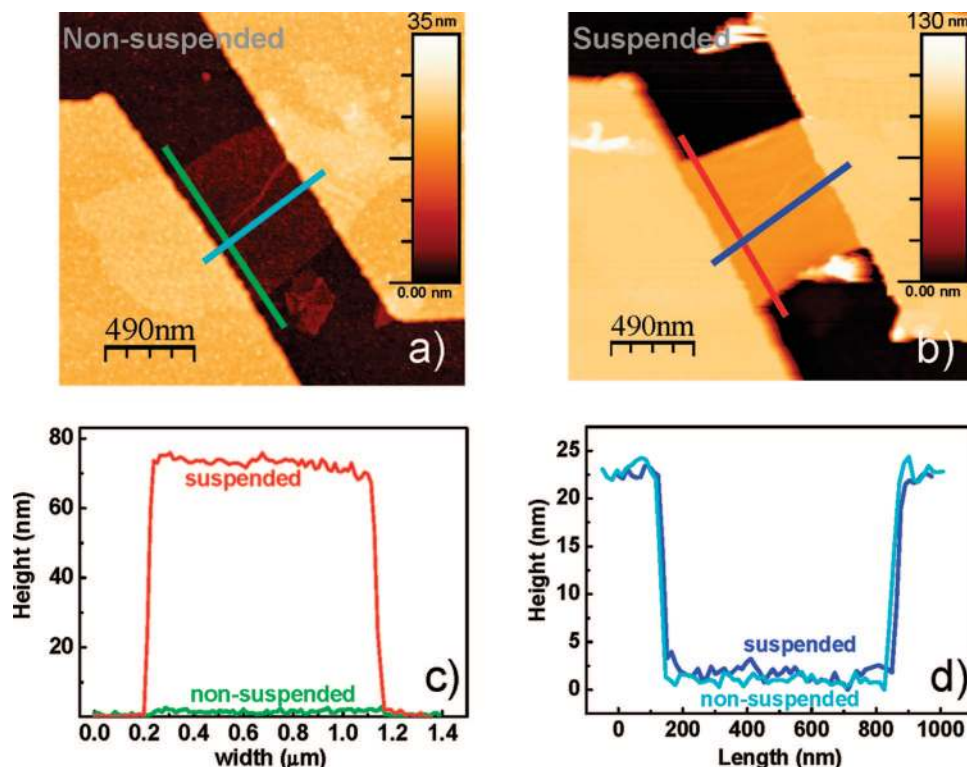 Non-suspended
35 nm
0.00 nm
490nm
a)
Suspended
130 nm
0.00 nm
490nm
b)
80
60
40
20
Height (nm)
suspended
non-suspended
c)
0.0 0.2 0.4 0.6 0.8 1.0 1.2 1.4
width (μm)
25
20
15
10
5
0
Height (nm)
suspended
non-suspended
d)
0 200 400 600 800 1000
Length (nm)